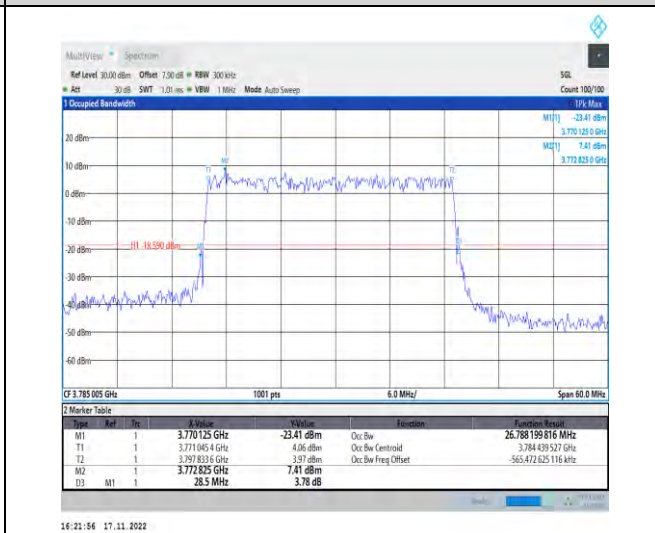 MultiView Spectrum
Ref Level 30.00 dBm Offset 7.90 dB RBW 300 kHz SGL
Att 30 dB SWT 1.01 ms VBW 1 MHz Mode Auto Sweep Count 100/100
1 Occupied Bandwidth 1Pk Max
M1[1] -23.41 dBm
3.770 125 0 GHz
M2[1] 7.41 dBm
3.772 825 0 GHz
20 dBm
10 dBm
0 dBm
-10 dBm
-20 dBm
-30 dBm
-40 dBm
-50 dBm
-60 dBm
H1 -18.590 dBm
T1
M2
T2
M1
CF 3.785 005 GHz 1001 pts 6.0 MHz/ Span 60.0 MHz
2 Marker Table
Type Ref Trc X-Value Y-Value Function Function Result
M1 1 3.770125 GHz -23.41 dBm Occ Bw 26.788 199 816 MHz
T1 1 3.771 045 4 GHz 4.06 dBm Occ Bw Centroid 3.784 439 527 GHz
T2 1 3.797 833 6 GHz 3.97 dBm Occ Bw Freq Offset -565.472 625 116 kHz
M2 1 3.772 825 GHz 7.41 dBm
D3 M1 1 28.5 MHz 3.78 dB
16:21:56 17.11.2022